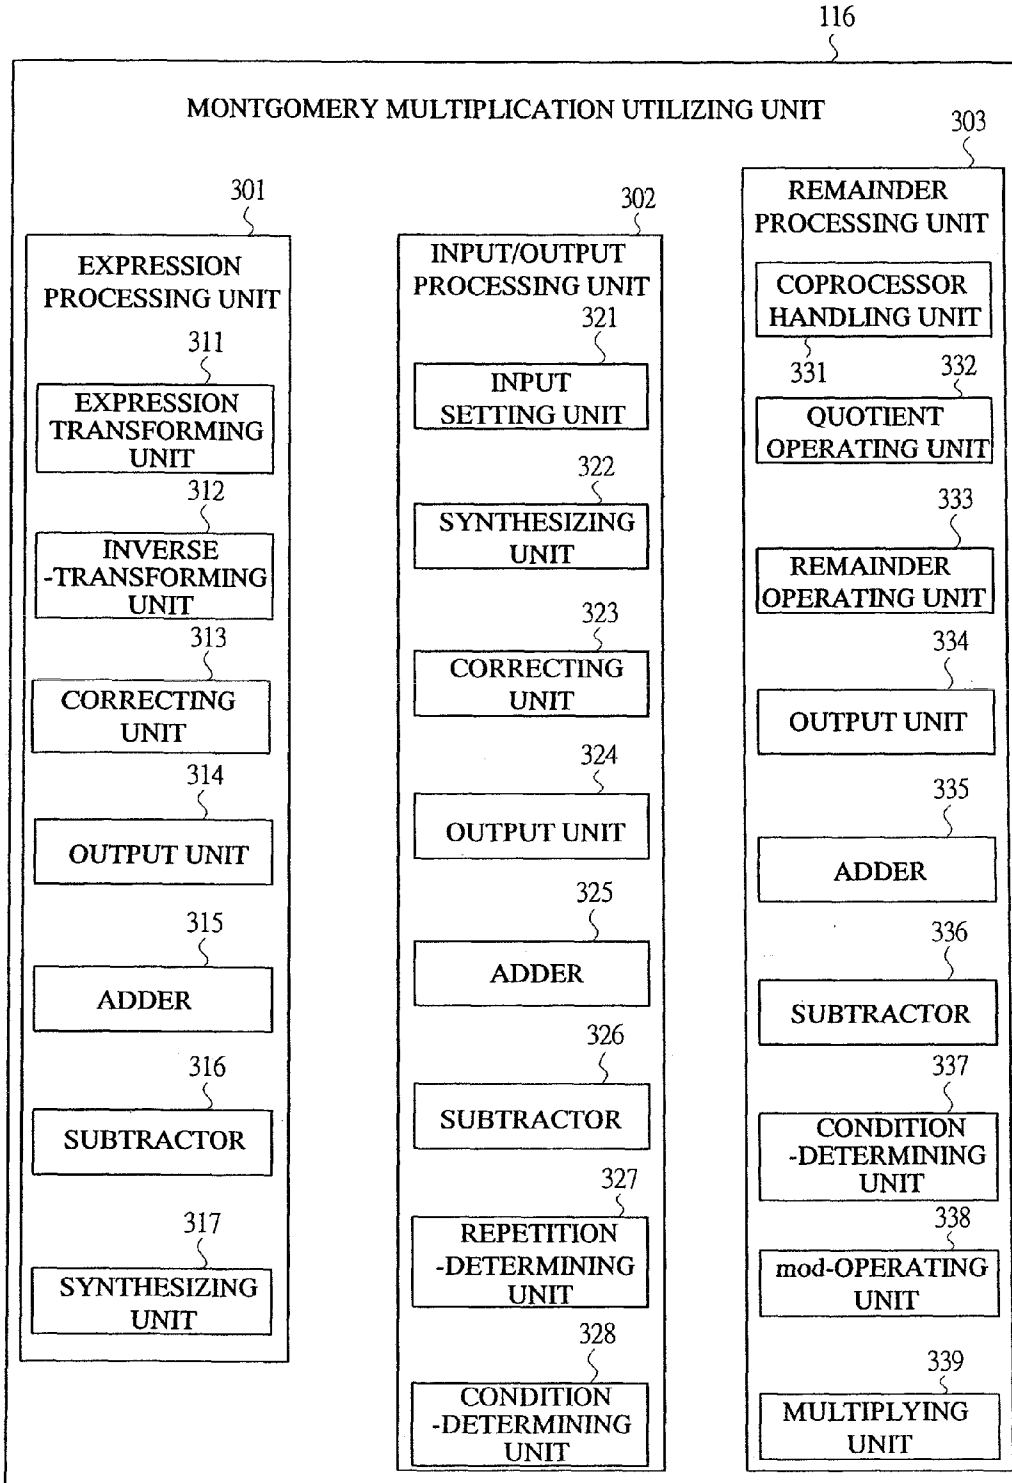 116
MONTGOMERY MULTIPLICATION UTILIZING UNIT
301
EXPRESSION
PROCESSING UNIT
311
EXPRESSION
TRANSFORMING
UNIT
312
INVERSE
-TRANSFORMING
UNIT
313
CORRECTING
UNIT
314
OUTPUT UNIT
315
ADDER
316
SUBTRACTOR
317
SYNTHESIZING
UNIT
302
INPUT/OUTPUT
PROCESSING UNIT
321
INPUT
SETTING UNIT
322
SYNTHESIZING
UNIT
323
CORRECTING
UNIT
324
OUTPUT UNIT
325
ADDER
326
SUBTRACTOR
327
REPETITION
-DETERMINING
UNIT
328
CONDITION
-DETERMINING
UNIT
303
REMAINDER
PROCESSING UNIT
COPROCESSOR
HANDLING UNIT
331
332
QUOTIENT
OPERATING UNIT
333
REMAINDER
OPERATING UNIT
334
OUTPUT UNIT
335
ADDER
336
SUBTRACTOR
337
CONDITION
-DETERMINING
UNIT
338
mod-OPERATING
UNIT
339
MULTIPLYING
UNIT